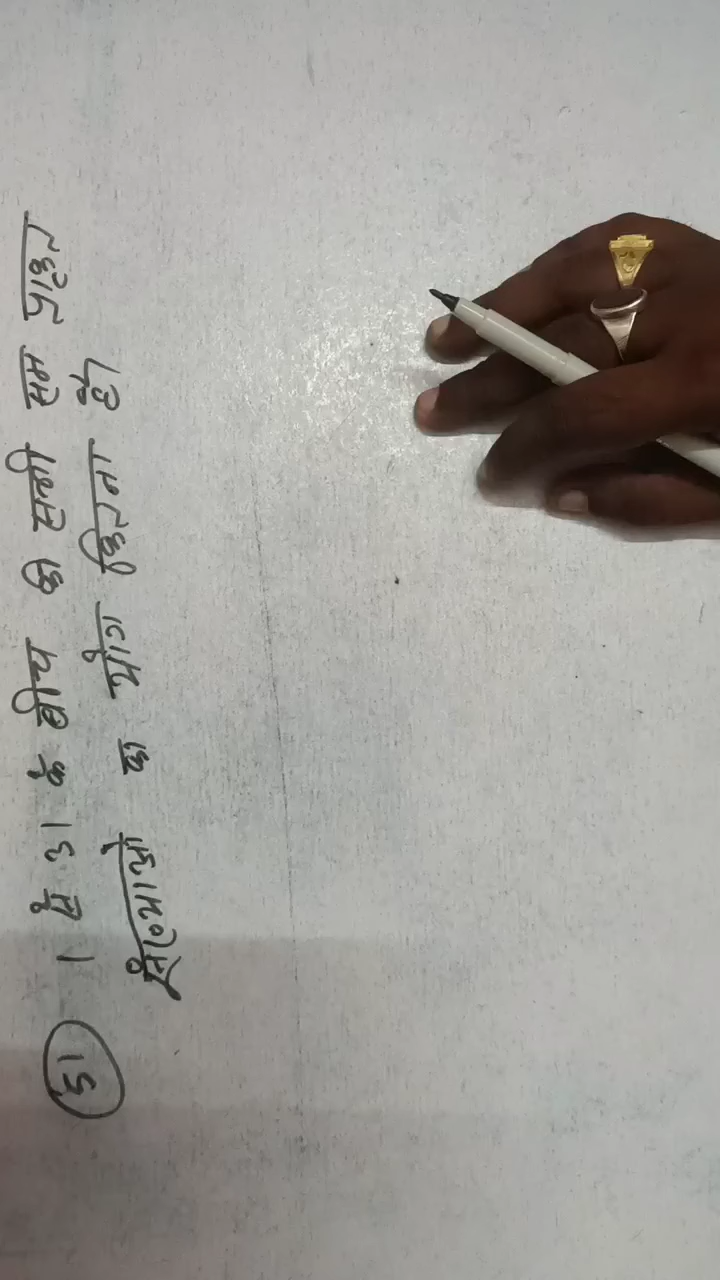 51 1 से 31 के बीच की सभी सम प्राकृत
संख्याओ का योग कितना है।